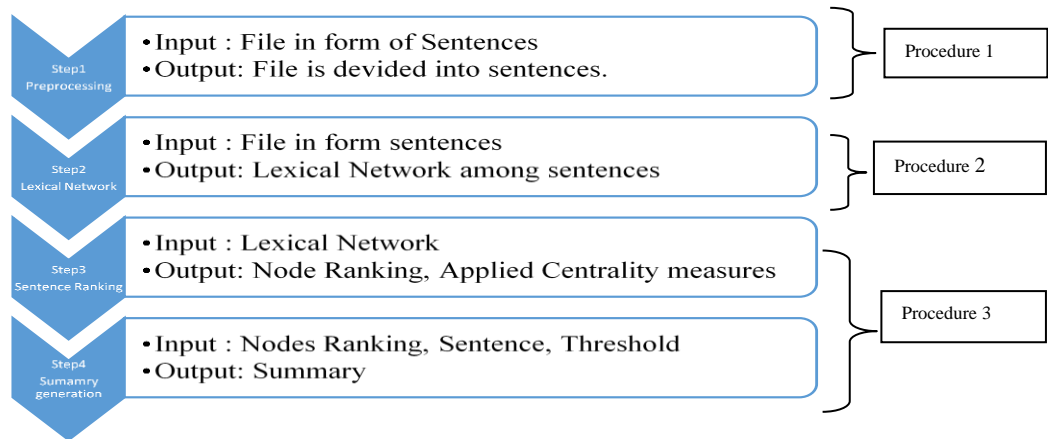 Step1
Preprocessing
•Input : File in form of Sentences
•Output: File is devided into sentences.
Procedure 1
Step2
Lexical Network
•Input : File in form sentences
•Output: Lexical Network among sentences
Procedure 2
Step3
Sentence Ranking
•Input : Lexical Network
•Output: Node Ranking, Applied Centrality measures
Step4
Sumamry
generation
•Input : Nodes Ranking, Sentence, Threshold
•Output: Summary
Procedure 3